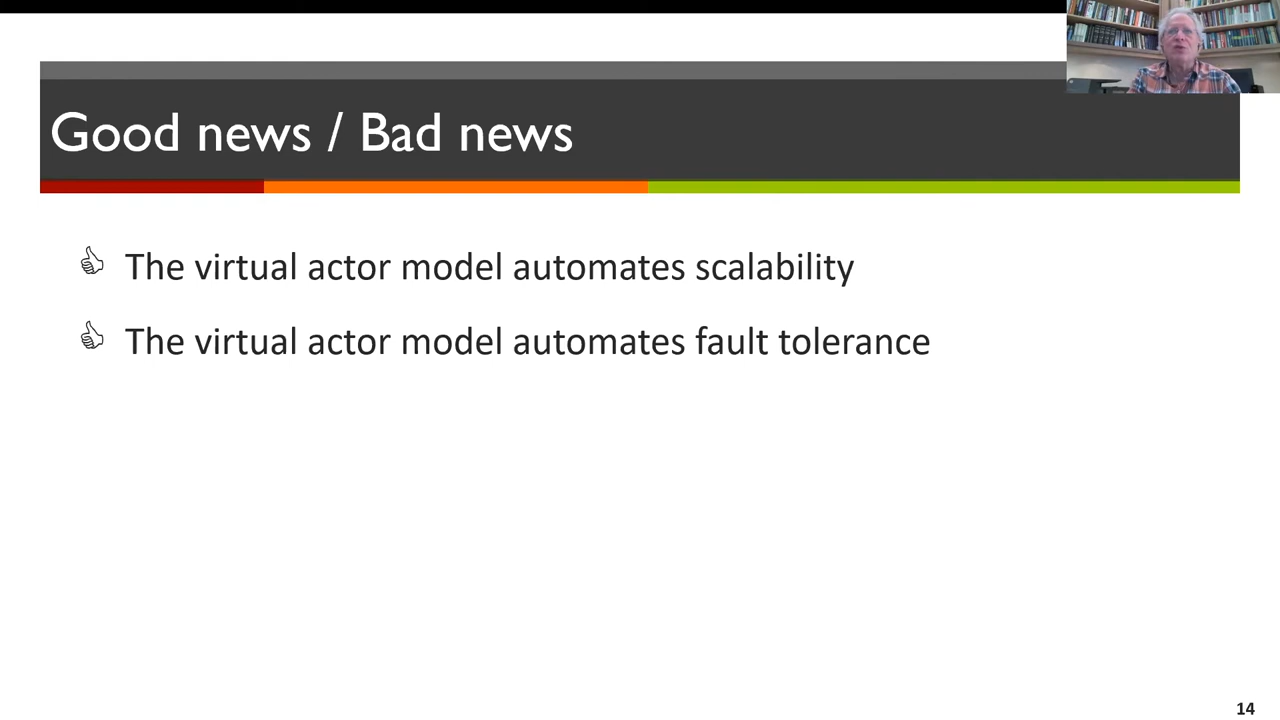 Good news / Bad news
👍 The virtual actor model automates scalability
👍 The virtual actor model automates fault tolerance
14